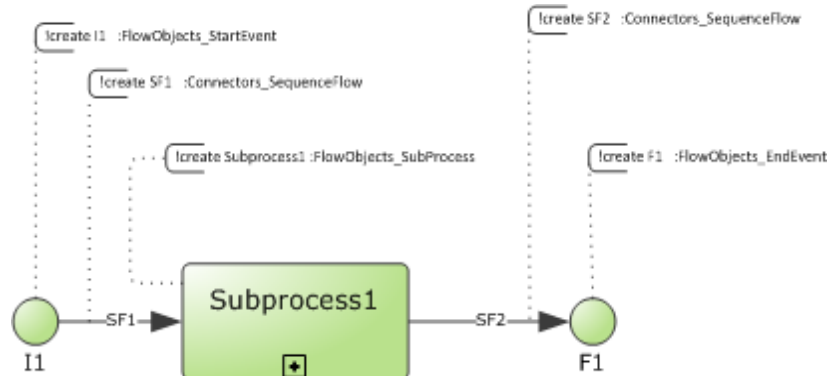 !create SF2 :Connectors_SequenceFlow
!create I1 :FlowObjects_StartEvent
!create SF1 :Connectors_SequenceFlow
!create Subprocess1 :FlowObjects_SubProcess
!create F1 :FlowObjects_EndEvent
Subprocess1
SF1
SF2
I1
F1